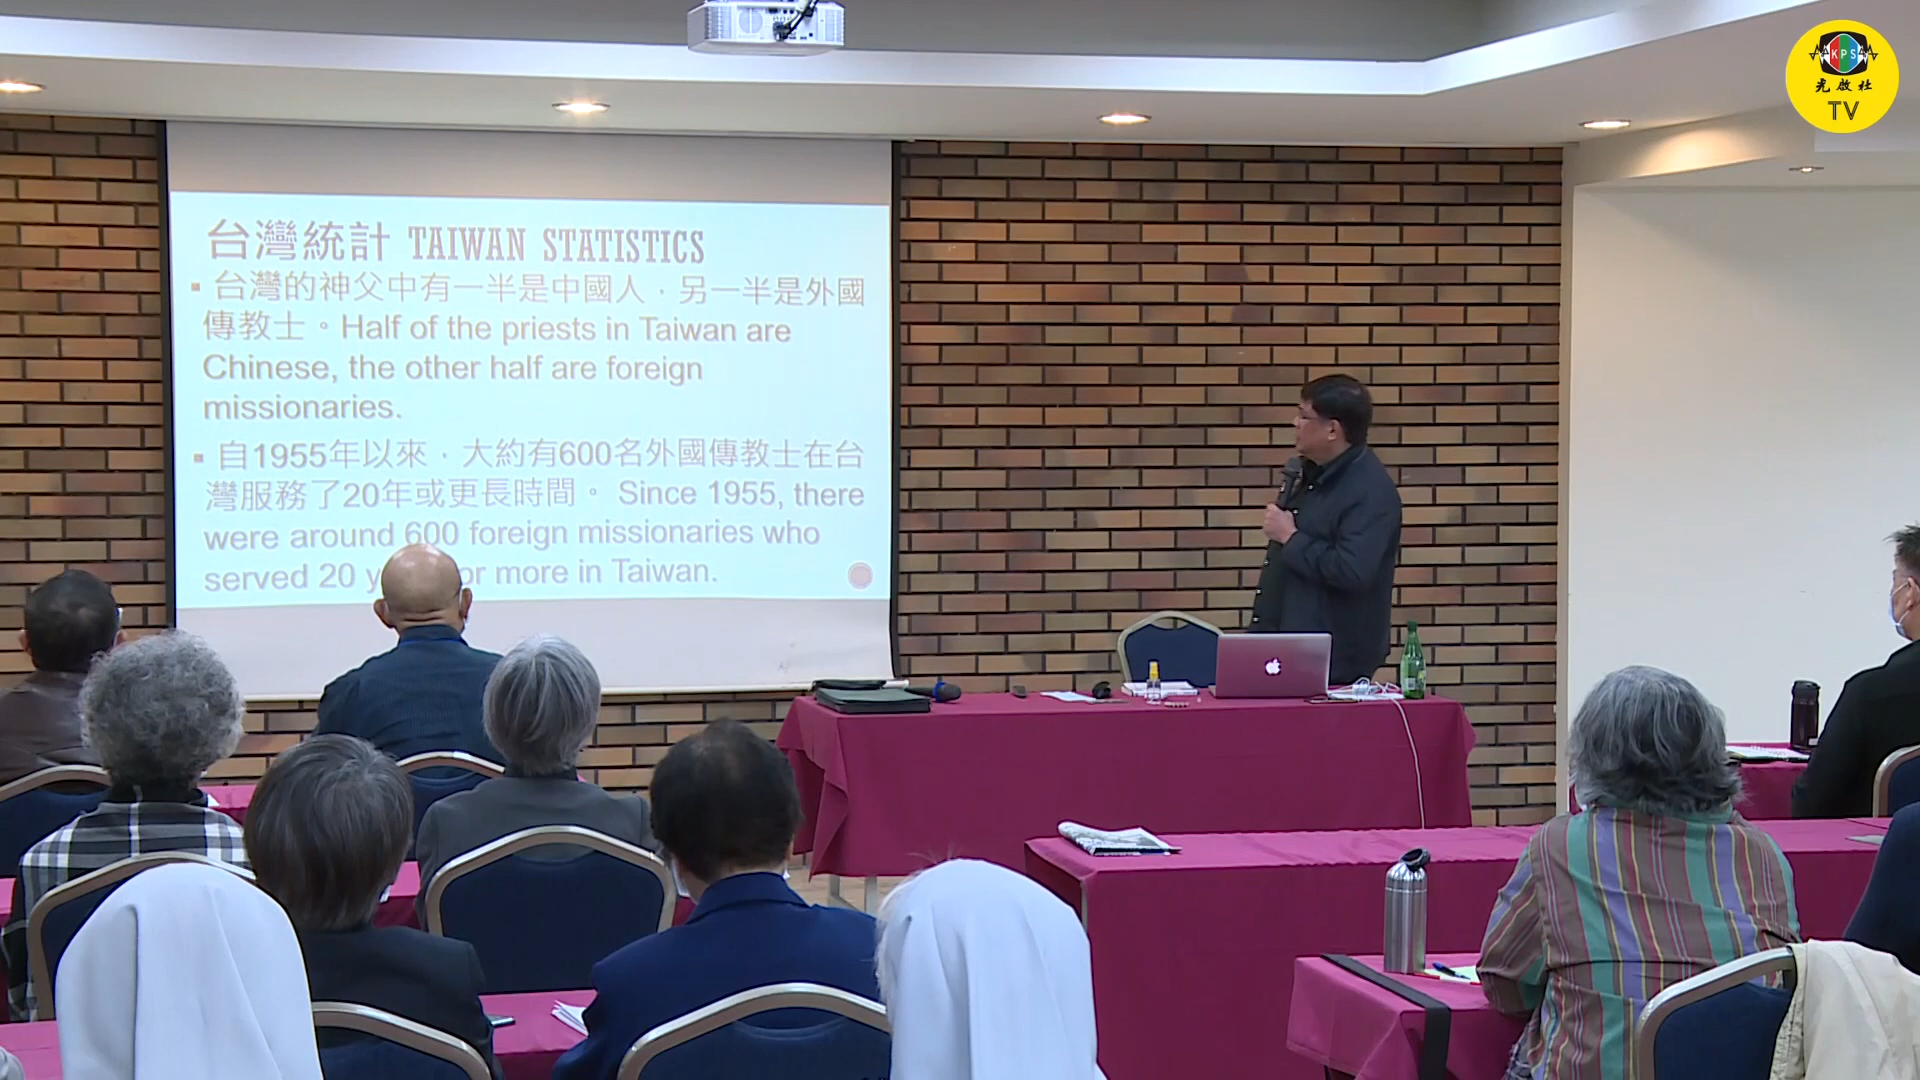 KPS
光啟社
TV
台灣統計 TAIWAN STATISTICS
▪ 台灣的神父中有一半是中國人，另一半是外國
傳教士。Half of the priests in Taiwan are
Chinese, the other half are foreign
missionaries.
▪ 自1955年以來，大約有600名外國傳教士在台
灣服務了20年或更長時間。 Since 1955, there
were around 600 foreign missionaries who
served 20 y or more in Taiwan.